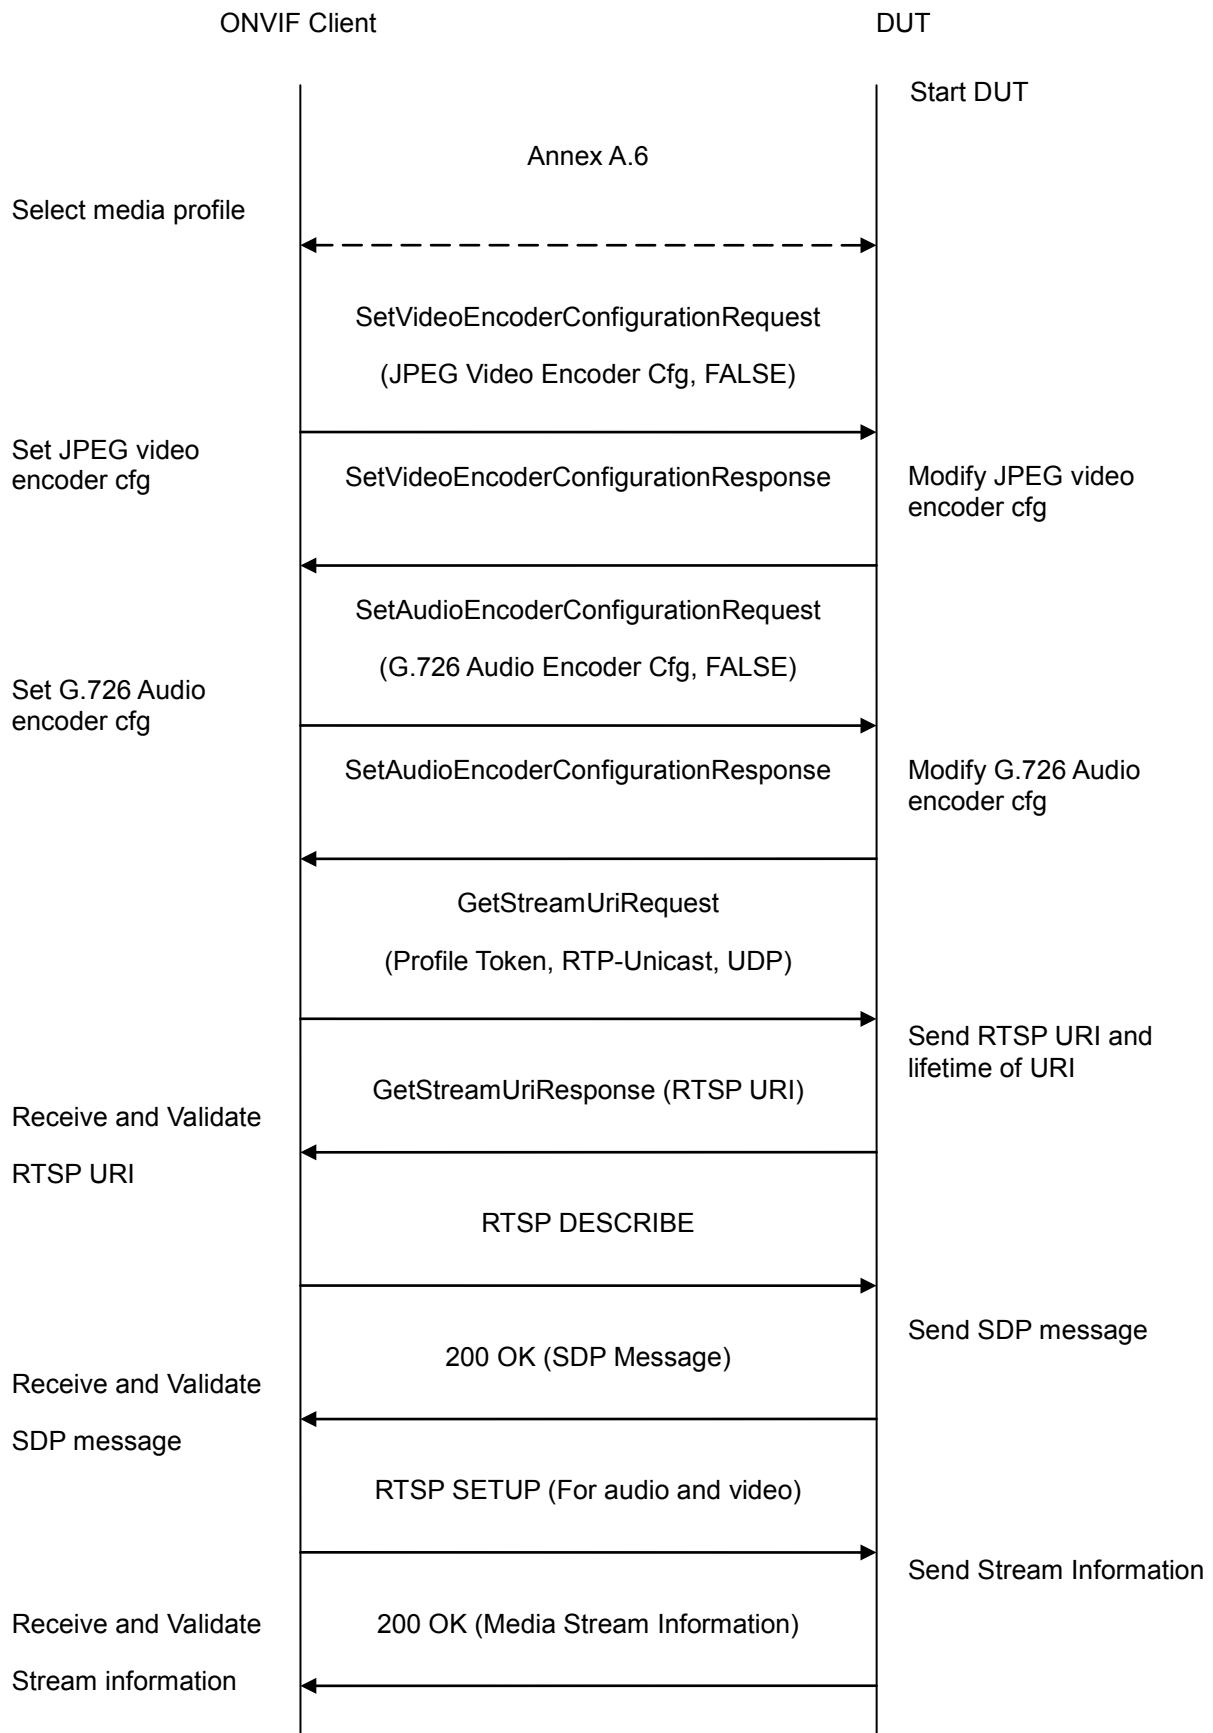 ONVIF Client
DUT
Start DUT
Annex A.6
Select media profile
SetVideoEncoderConfigurationRequest
(JPEG Video Encoder Cfg, FALSE)
Set JPEG video
encoder cfg
SetVideoEncoderConfigurationResponse
Modify JPEG video
encoder cfg
SetAudioEncoderConfigurationRequest
(G.726 Audio Encoder Cfg, FALSE)
Set G.726 Audio
encoder cfg
SetAudioEncoderConfigurationResponse
Modify G.726 Audio
encoder cfg
GetStreamUriRequest
(Profile Token, RTP-Unicast, UDP)
Send RTSP URI and
lifetime of URI
GetStreamUriResponse (RTSP URI)
Receive and Validate
RTSP URI
RTSP DESCRIBE
Send SDP message
200 OK (SDP Message)
Receive and Validate
SDP message
RTSP SETUP (For audio and video)
Send Stream Information
200 OK (Media Stream Information)
Receive and Validate
Stream information